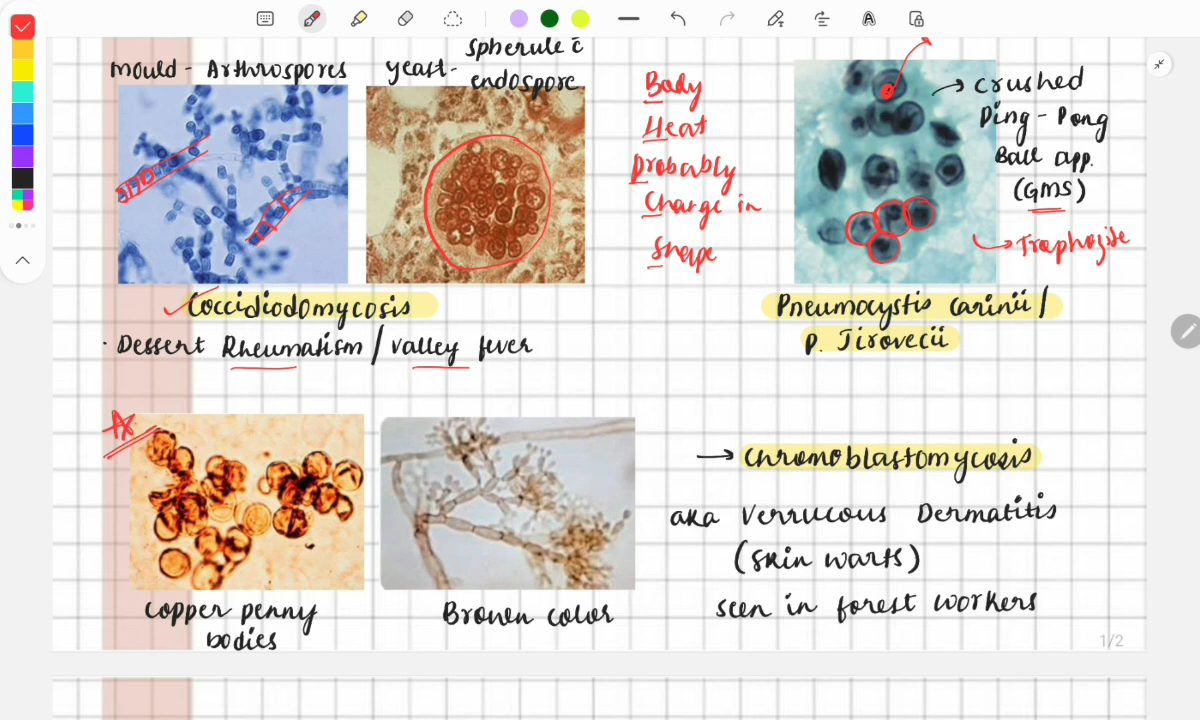 mould - Arthrospores
yeast - spherule c̄
endospore
Body
Heat
Probably
Change in
Shape
crushed
Ping - Pong
Ball app.
(GMS)
Trophozite
Coccidiodomycosis
· Dessert Rheumatism / valley fever
Pneumocystis carinii /
P. Jirovecii
copper penny
bodies
Brown color
→ chromoblastomycosis
aka Verrucous Dermatitis
(skin warts)
seen in forest workers
1/2